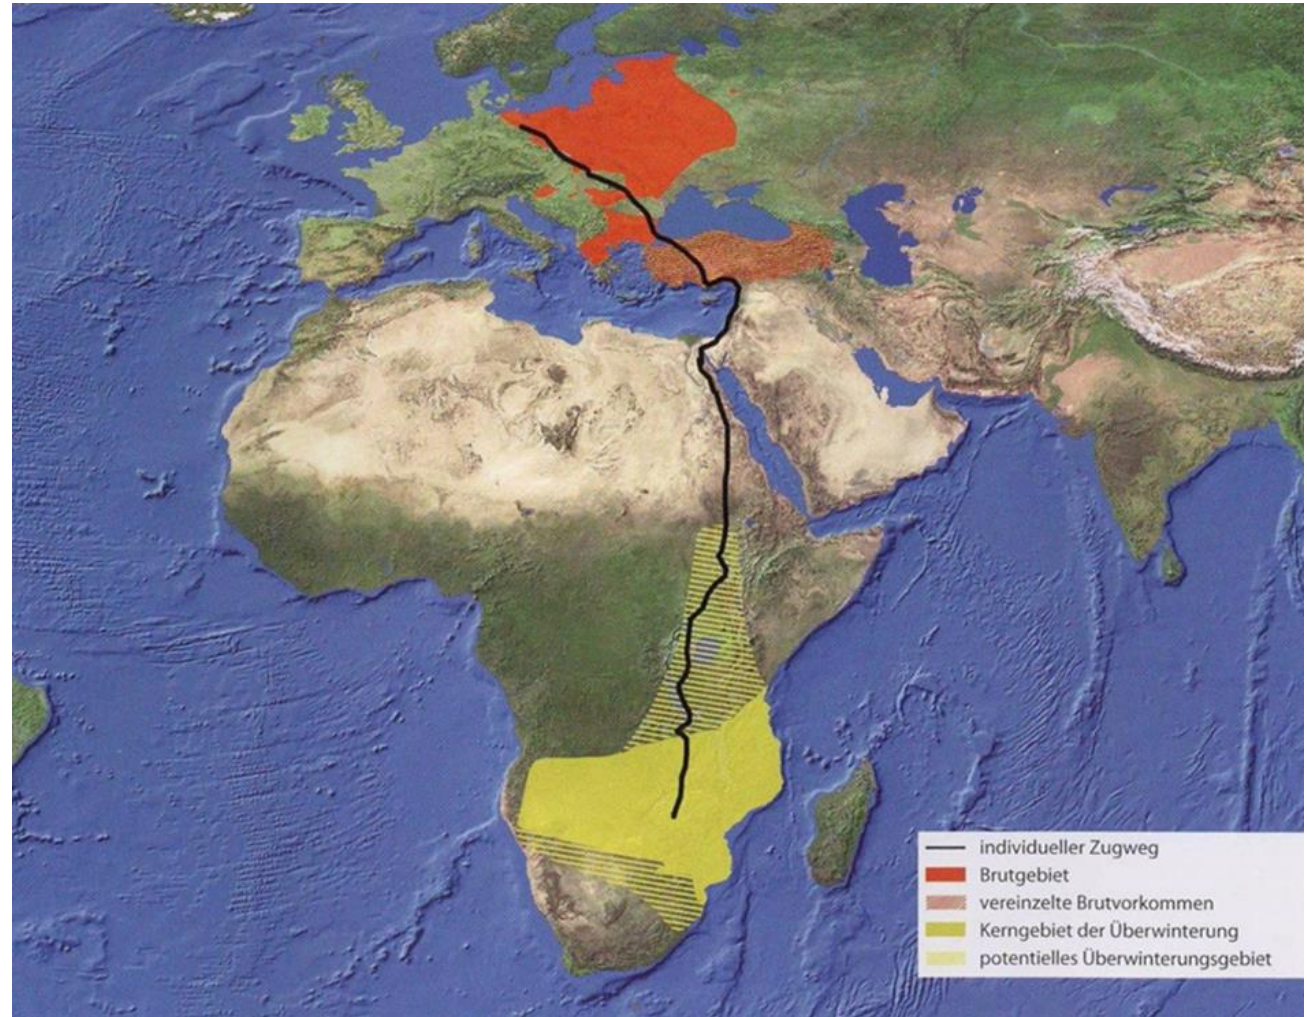 individueller Zugweg
Brutgebiet
vereinzelte Brutvorkommen
Kerngebiet der Überwinterung
potentielles Überwinterungsgebiet